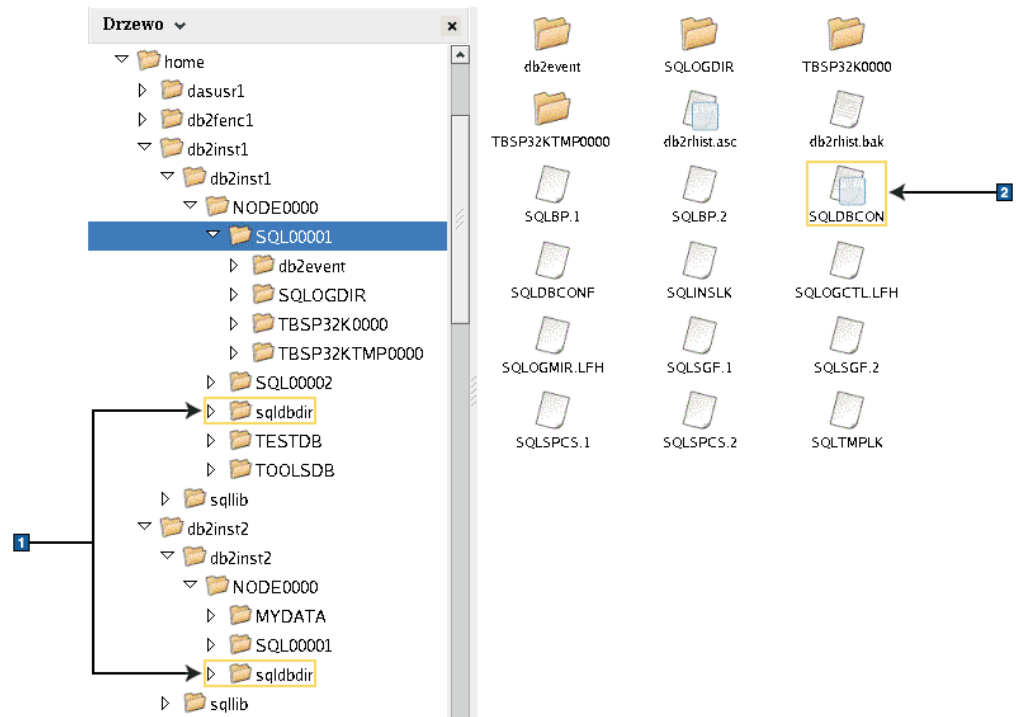 Drzewo
home
dasusr1
db2fenc1
db2inst1
db2inst1
NODE0000
SQL00001
db2event
SQLOGDIR
TBSP32K0000
TBSP32KTMP0000
SQL00002
sqldbdir
TESTDB
TOOLSDB
sqllib
db2inst2
db2inst2
NODE0000
MYDATA
SQL00001
sqldbdir
sqllib
1
db2event SQLOGDIR TBSP32K0000
TBSP32KTMP0000 db2rhist.asc db2rhist.bak
SQLBP.1 SQLBP.2 SQLDBCON
2
SQLDBCONF SQLINSLK SQLOGCTL.LFH
SQLOGMIR.LFH SQLSGF.1 SQLSGF.2
SQLSPCS.1 SQLSPCS.2 SQLTMPLK